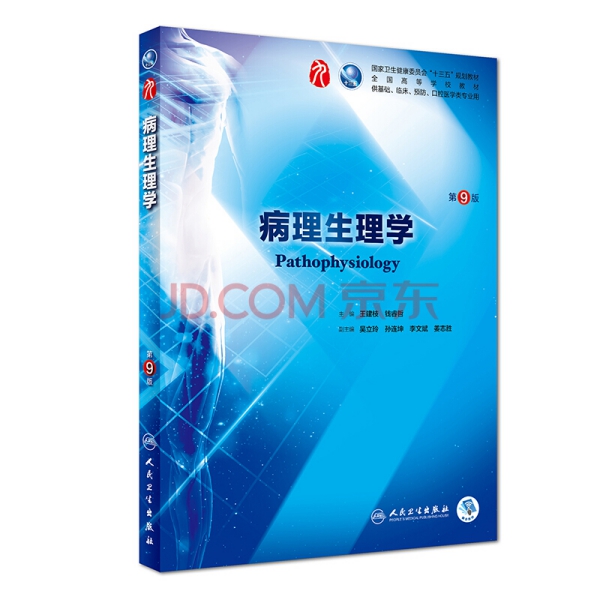 病理生理学
第9版
人民卫生出版社
国家卫生健康委员会“十三五”规划教材
全国高等学校教材
供基础、临床、预防、口腔医学类专业用
第9版
病理生理学
Pathophysiology
JD.COM 京东
主 编 王建枝 钱睿哲
副主编 吴立玲 孙连坤 李文斌 姜志胜
人民卫生出版社
PEOPLE'S MEDICAL PUBLISHING HOUSE